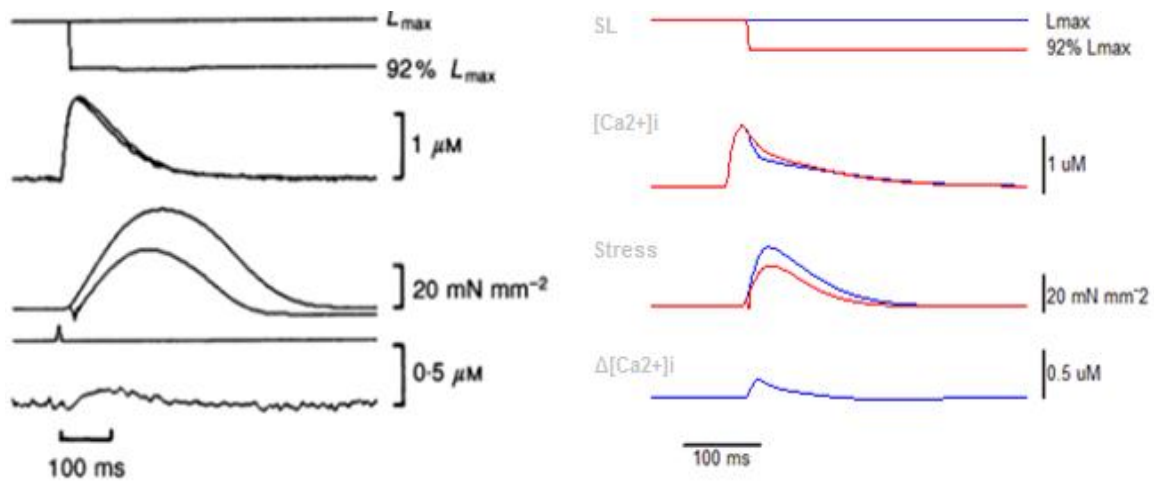 Lmax
92% Lmax
1 μM
20 mN mm⁻²
0·5 μM
100 ms
SL
Lmax
92% Lmax
[Ca2+]i
1 uM
Stress
20 mN mm⁻2
Δ[Ca2+]i
0.5 uM
100 ms